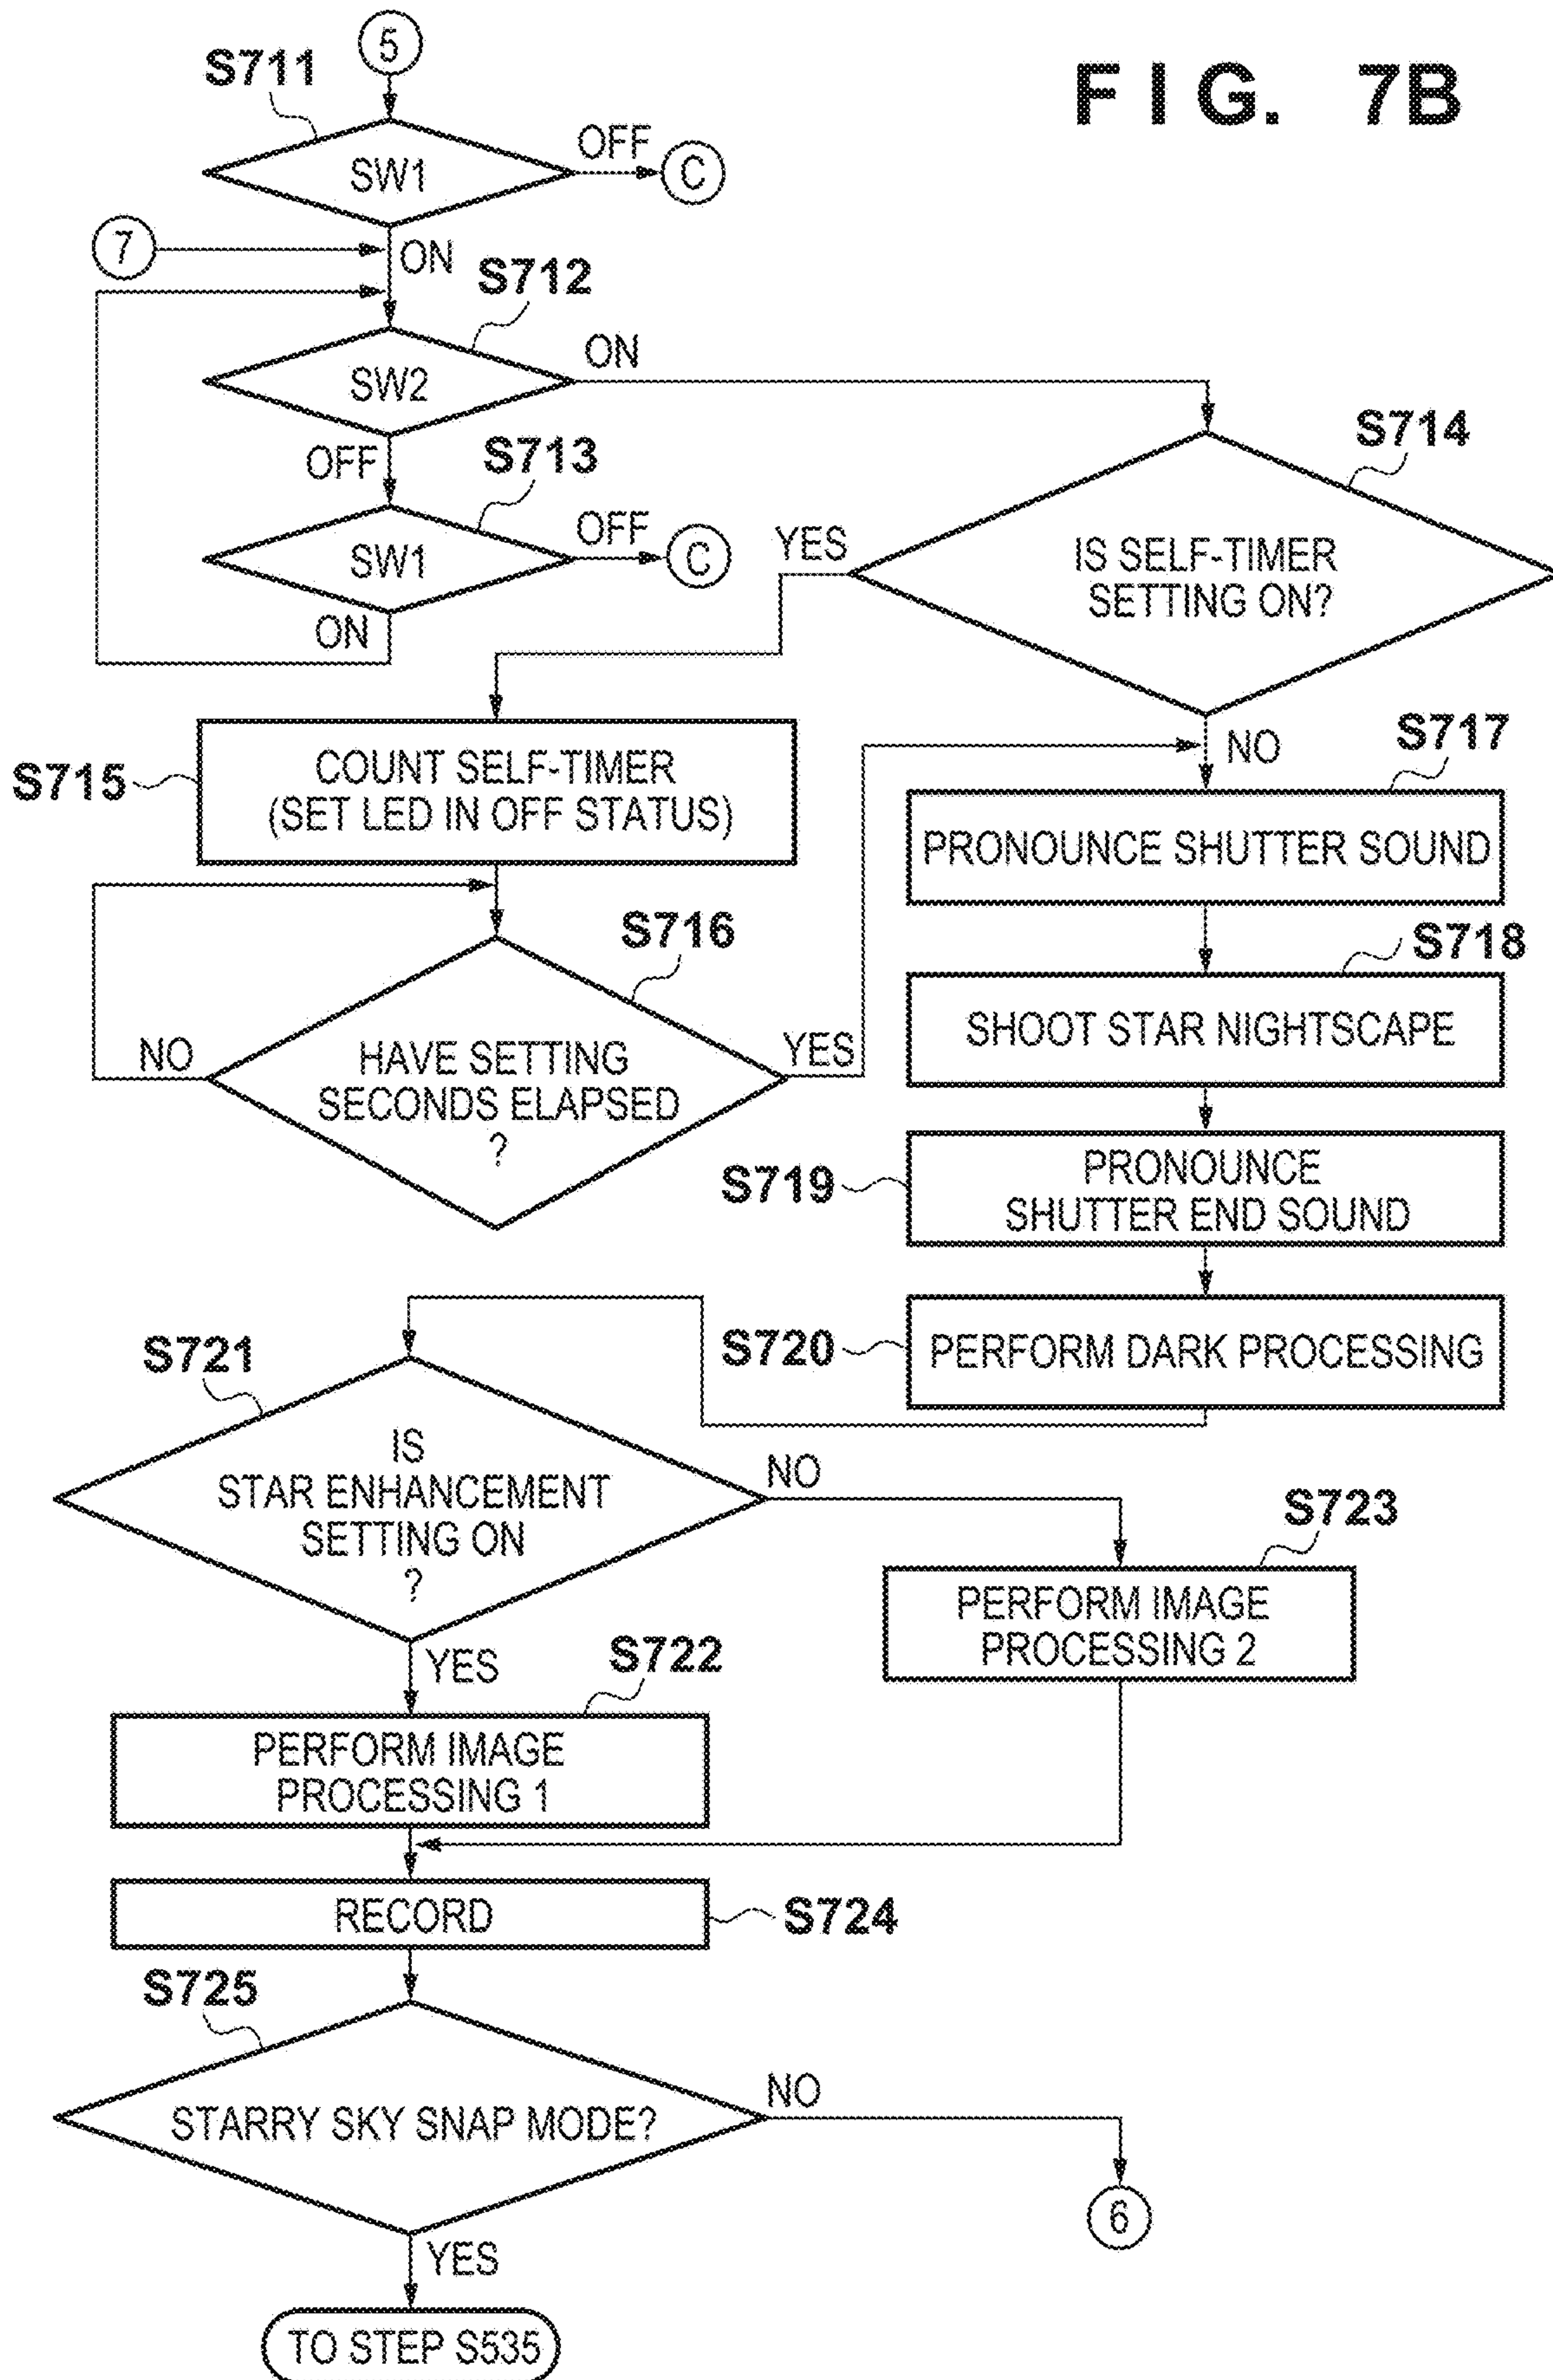 FIG. 7B
5
S711
SW1
OFF
C
7
ON
S712
SW2
ON
OFF
S713
SW1
OFF
C
ON
S714
IS SELF-TIMER
SETTING ON?
YES
NO
S715
COUNT SELF-TIMER
(SET LED IN OFF STATUS)
S716
HAVE SETTING
SECONDS ELAPSED
?
NO
YES
S717
PRONOUNCE SHUTTER SOUND
S718
SHOOT STAR NIGHTSCAPE
S719
PRONOUNCE
SHUTTER END SOUND
S720
PERFORM DARK PROCESSING
S721
IS
STAR ENHANCEMENT
SETTING ON
?
NO
YES
S723
PERFORM IMAGE
PROCESSING 2
S722
PERFORM IMAGE
PROCESSING 1
RECORD
S724
S725
STARRY SKY SNAP MODE?
NO
6
YES
TO STEP S535